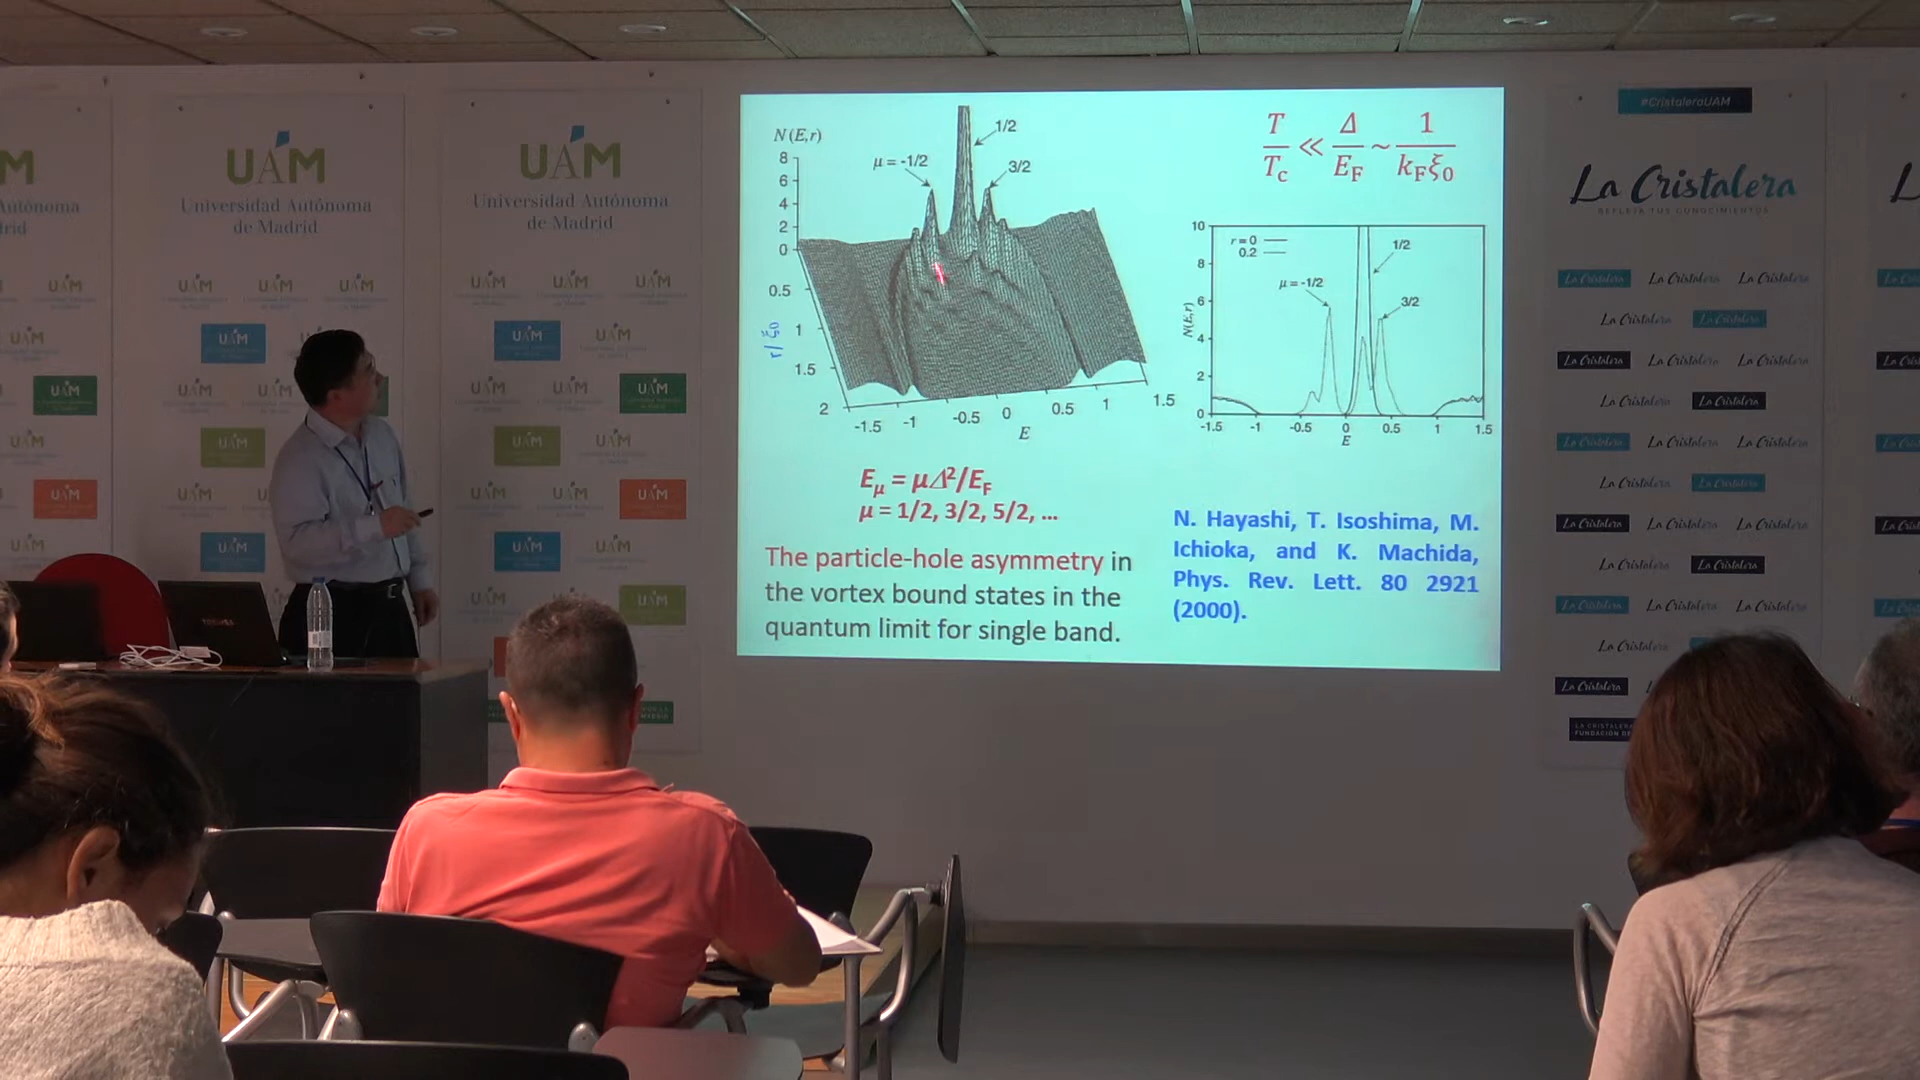 N(E,r)
8
6
4
2
0
0.5
1
1.5
2
r/ξ0
μ = -1/2
1/2
3/2
-1.5 -1 -0.5 0 0.5 1 1.5
E
T/Tc ≪ Δ/EF ~ 1/kFξ0
10
8
6
4
2
0
N(E,r)
r = 0
0.2
μ = -1/2
1/2
3/2
-1.5 -1 -0.5 0 0.5 1 1.5
E
Eμ = μΔ²/EF
μ = 1/2, 3/2, 5/2, ...
The particle-hole asymmetry in
the vortex bound states in the
quantum limit for single band.
N. Hayashi, T. Isoshima, M.
Ichioka, and K. Machida,
Phys. Rev. Lett. 80 2921
(2000).
UAM
Universidad Autónoma
de Madrid
UAM
Universidad Autónoma
de Madrid
#CristaleraUAM
La Cristalera
REFLEJA TUS CONOCIMIENTOS
TOSHIBA